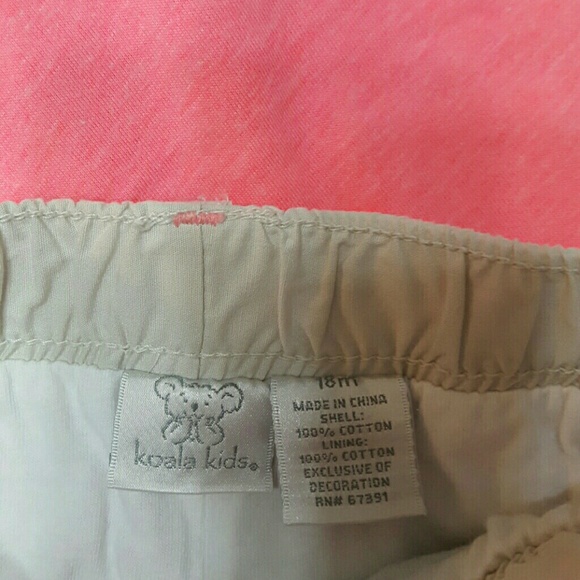 koala kids®
18m
MADE IN CHINA
SHELL:
100% COTTON
LINING:
100% COTTON
EXCLUSIVE OF
DECORATION
RN# 67391